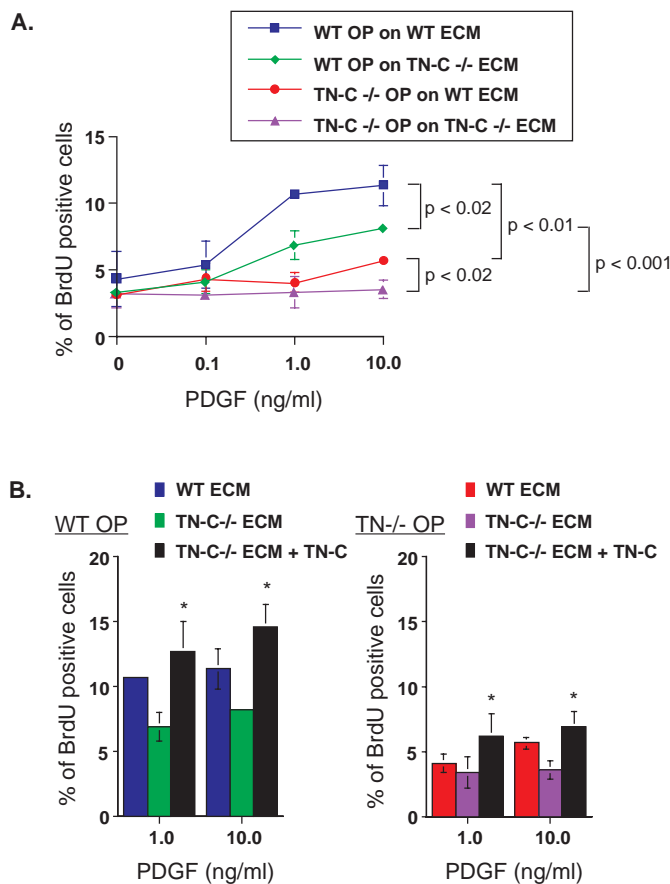 A.
WT OP on WT ECM
WT OP on TN-C -/- ECM
TN-C -/- OP on WT ECM
TN-C -/- OP on TN-C -/- ECM
% of BrdU positive cells
15
10
5
0
0 0.1 1.0 10.0
PDGF (ng/ml)
p < 0.02
p < 0.01
p < 0.02
p < 0.001
B.
WT OP
WT ECM
TN-C-/- ECM
TN-C-/- ECM + TN-C
% of BrdU positive cells
20
15
10
5
0
* *
1.0 10.0
PDGF (ng/ml)
TN-/- OP
WT ECM
TN-C-/- ECM
TN-C-/- ECM + TN-C
% of BrdU positive cells
20
15
10
5
0
* *
1.0 10.0
PDGF (ng/ml)